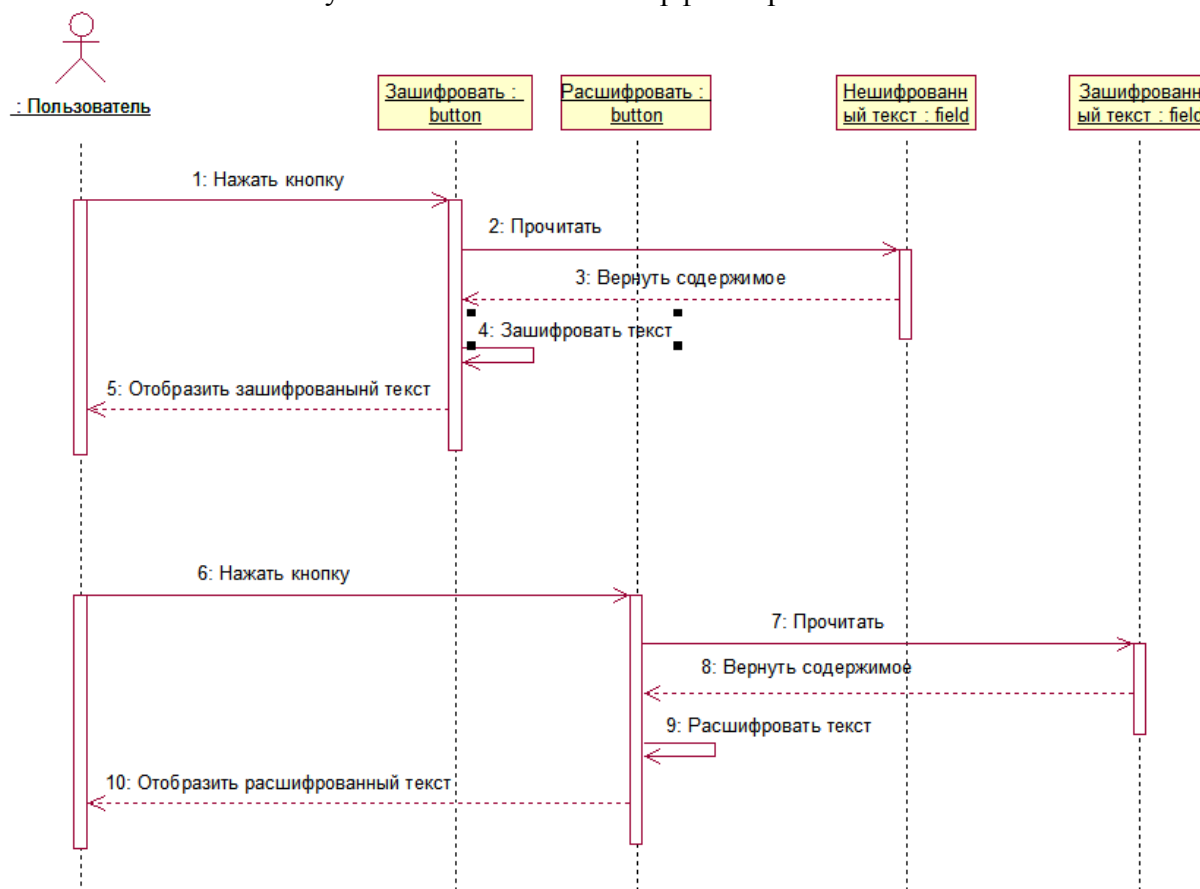 : Пользователь
Зашифровать :
button
Расшифровать :
button
Нешифрованн
ый текст : field
Зашифрованн
ый текст : field
1: Нажать кнопку
2: Прочитать
3: Вернуть содержимое
4: Зашифровать текст
5: Отобразить зашифрованынй текст
6: Нажать кнопку
7: Прочитать
8: Вернуть содержимое
9: Расшифровать текст
10: Отобразить расшифрованный текст